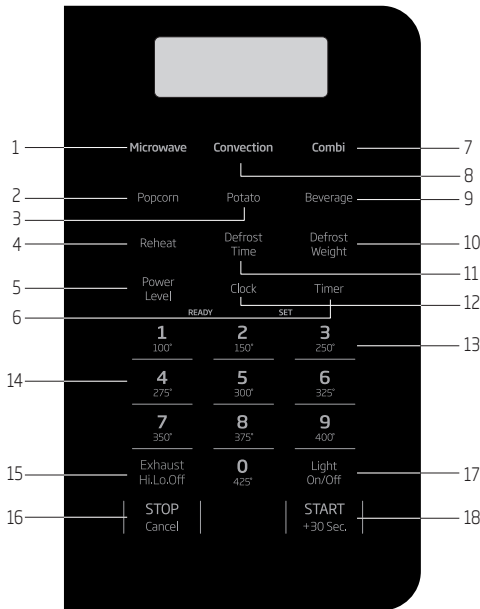 1 Microwave Convection Combi 7
8
2 Popcorn Potato Beverage 9
3
4 Reheat Defrost Time Defrost Weight 10
11
5 Power Level Clock Timer 12
6 READY SET
1 2 3 13
100° 150° 250°
14 4 5 6
275° 300° 325°
7 8 9
350° 375° 400°
15 Exhaust Hi.Lo.Off 0 425° Light On/Off 17
16 STOP Cancel START +30 Sec. 18